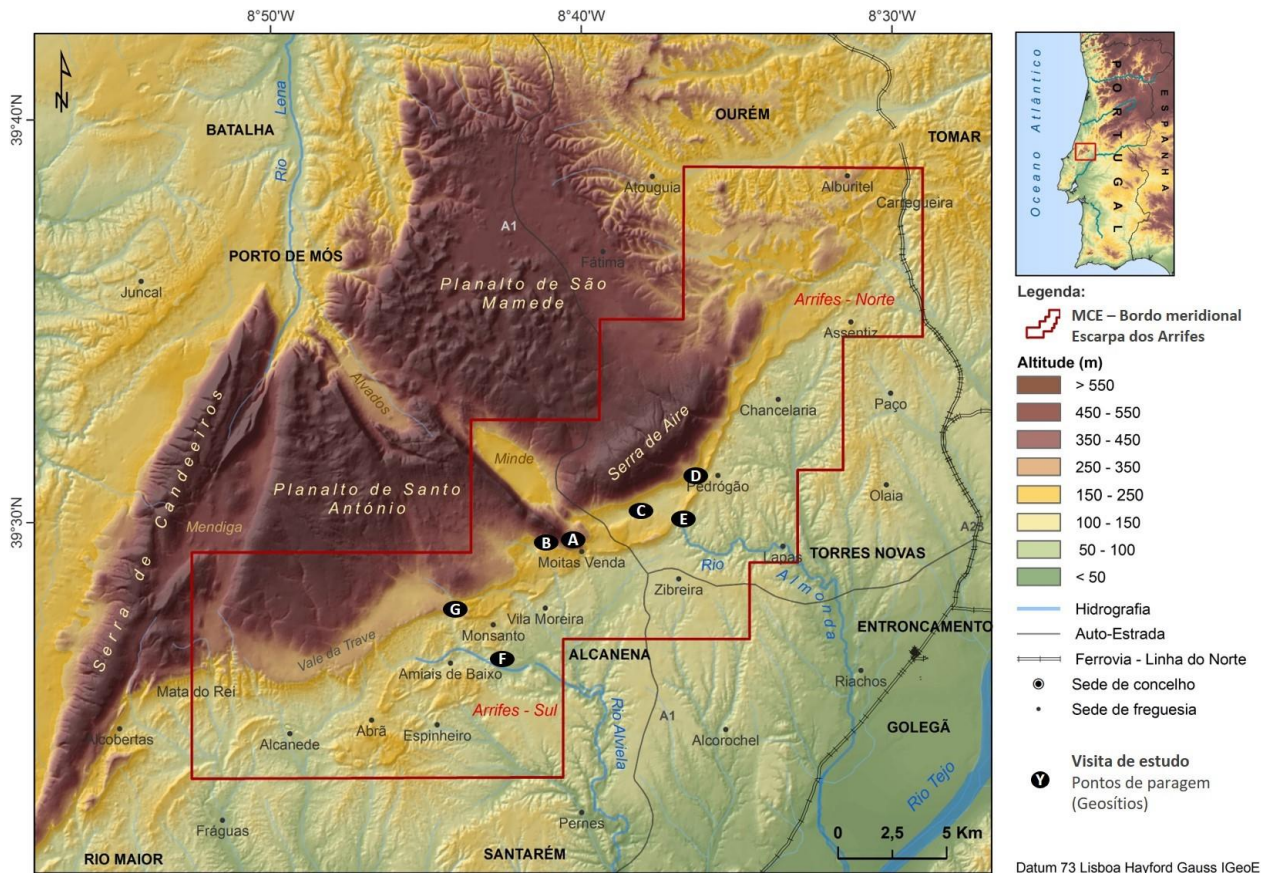 8°50'W
8°40'W
8°30'W
39°40'N
39°30'N
N
BATALHA
Rio Lena
OURÉM
TOMAR
Atouguia
Alburitel
Carregueira
A1
PORTO DE MÓS
Fátima
Juncal
Planalto de São
Mamede
Arrifes - Norte
Assentiz
Alvados
Chancelaria
Paço
Serra de Candeeiros
Minde
Serra de Aire
Planalto de Santo
António
D
Pedrógão
Olaia
C
E
Mendiga
A23
B
A
Moitas Venda
Lapas
TORRES NOVAS
Rio Almonda
Zibreira
G
Vila Moreira
Monsanto
ENTRONCAMENTO
Vale da Trave
F
ALCANENA
Amiais de Baixo
Riachos
Mata do Rei
Arrifes - Sul
Rio Alviela
A1
Alcobertas
Alcanede
Abrã
Espinheiro
Alcorochel
GOLEGÃ
Rio Tejo
Fráguas
Pernes
RIO MAIOR
SANTARÉM
0 2,5 5 Km
Oceano Atlântico
PORTUGAL
ESPANHA
Legenda:
MCE – Bordo meridional
Escarpa dos Arrifes
Altitude (m)
> 550
450 - 550
350 - 450
250 - 350
150 - 250
100 - 150
50 - 100
< 50
Hidrografia
Auto-Estrada
Ferrovia - Linha do Norte
Sede de concelho
Sede de freguesia
Y
Visita de estudo
Pontos de paragem
(Geosítios)
Datum 73 Lisboa Hayford Gauss IGeoE